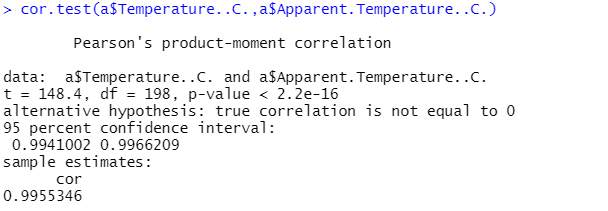 > cor.test(a$Temperature..C.,a$Apparent.Temperature..C.)
Pearson's product-moment correlation
data:  a$Temperature..C. and a$Apparent.Temperature..C.
t = 148.4, df = 198, p-value < 2.2e-16
alternative hypothesis: true correlation is not equal to 0
95 percent confidence interval:
0.9941002 0.9966209
sample estimates:
cor
0.9955346